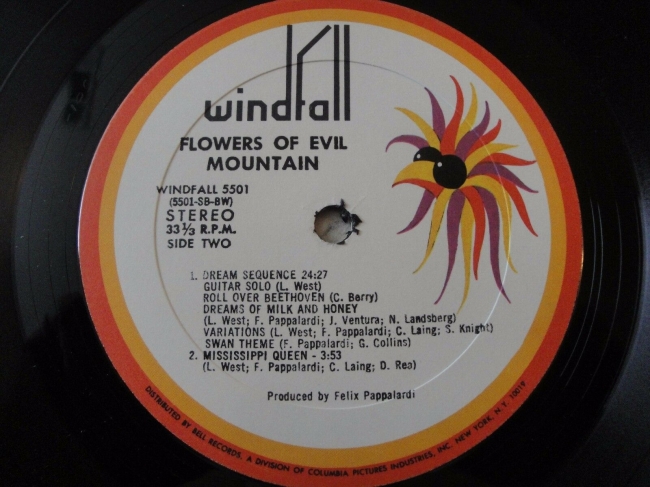 windfall
FLOWERS OF EVIL
MOUNTAIN
WINDFALL 5501
(5501-SB-BW)
STEREO
33 ⅓ R.P.M.
SIDE TWO
1. DREAM SEQUENCE 24:27
GUITAR SOLO (L. West)
ROLL OVER BEETHOVEN (C. Berry)
DREAMS OF MILK AND HONEY
(L. West; F. Pappalardi; J. Ventura; N. Landsberg)
VARIATIONS (L. West; F. Pappalardi; C. Laing; S. Knight)
SWAN THEME (F. Pappalardi; G. Collins)
2. MISSISSIPPI QUEEN - 3:53
(L. West; F. Pappalardi; C. Laing; D. Rea)
Produced by Felix Pappalardi
DISTRIBUTED BY BELL RECORDS, A DIVISION OF COLUMBIA PICTURES INDUSTRIES, INC. NEW YORK, N.Y. 10019